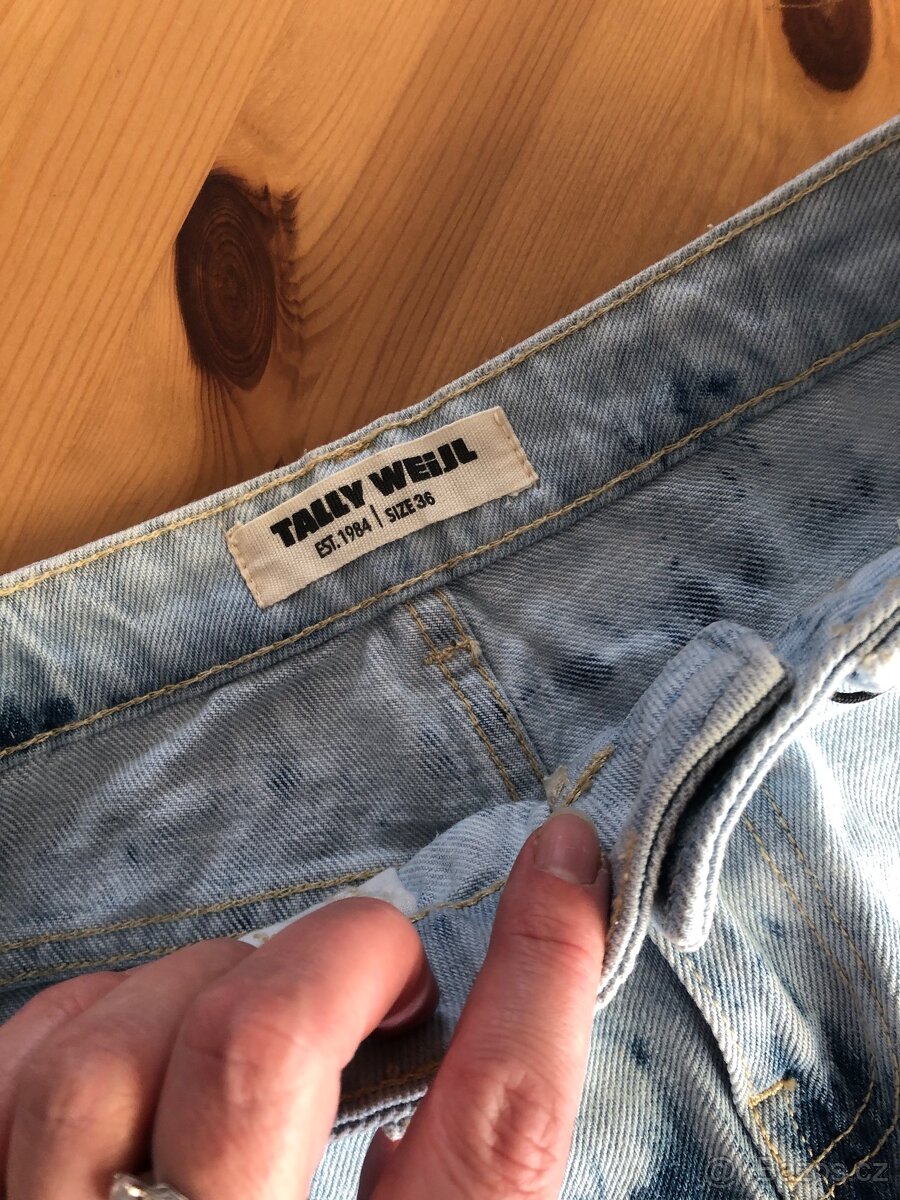 TALLY WEiJL
EST. 1984 | SIZE 36